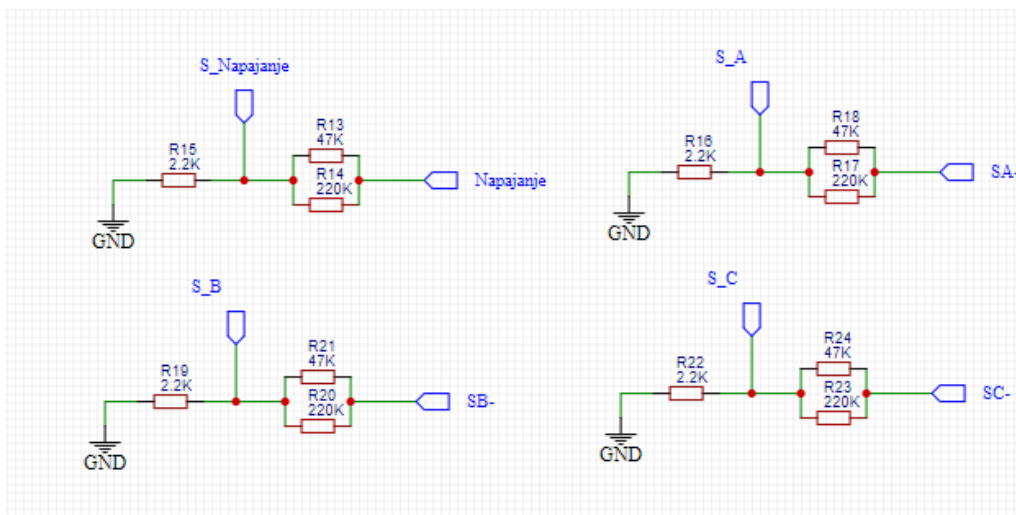 S_Napajanje
R13
47K
R15
2.2K
R14
220K
Napajanje
GND
S_A
R18
47K
R16
2.2K
R17
220K
SA-
GND
S_B
R21
47K
R19
2.2K
R20
220K
SB-
GND
S_C
R24
47K
R22
2.2K
R23
220K
SC-
GND